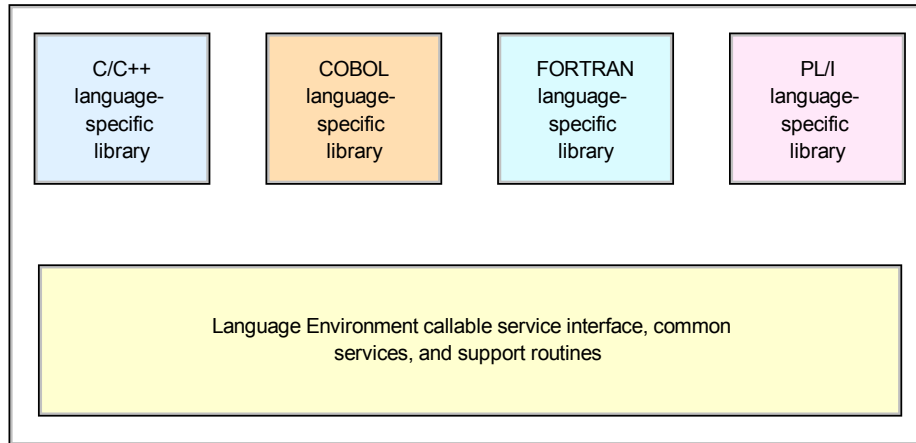 C/C++
language-
specific
library
COBOL
language-
specific
library
FORTRAN
language-
specific
library
PL/I
language-
specific
library
Language Environment callable service interface, common
services, and support routines